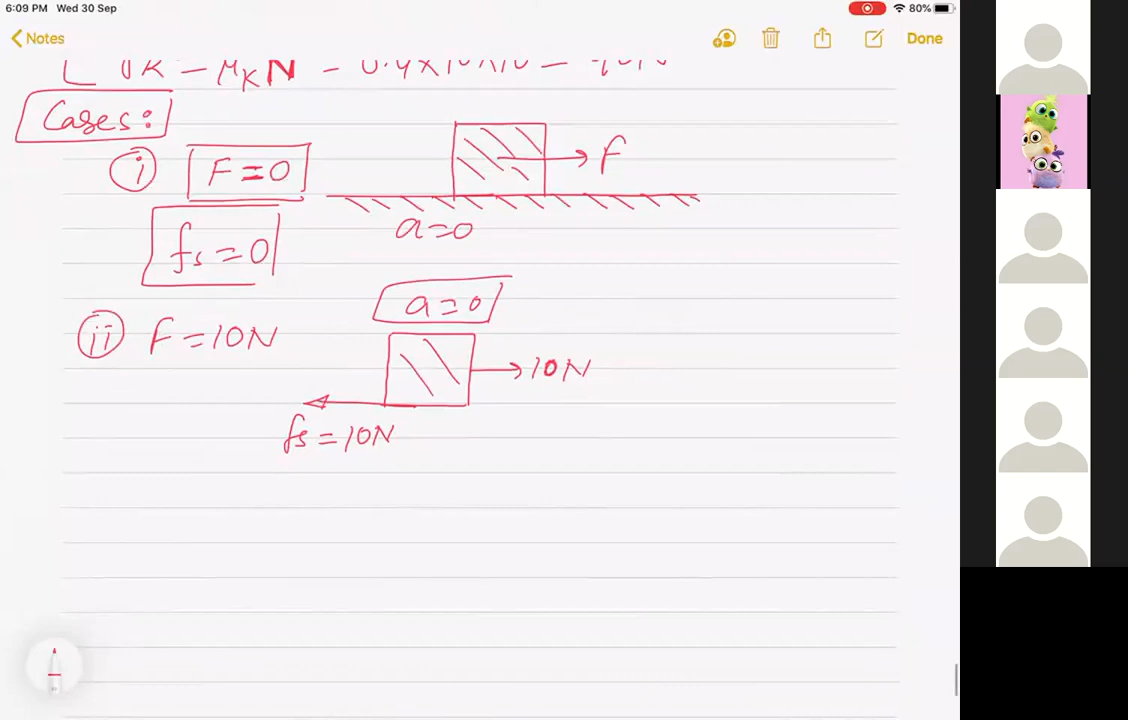 6:09 PM Wed 30 Sep
80%
Notes
Done
μK N
Cases:
i F = 0
F
a = 0
fs = 0
a = 0
ii F = 10N
10N
fs = 10N